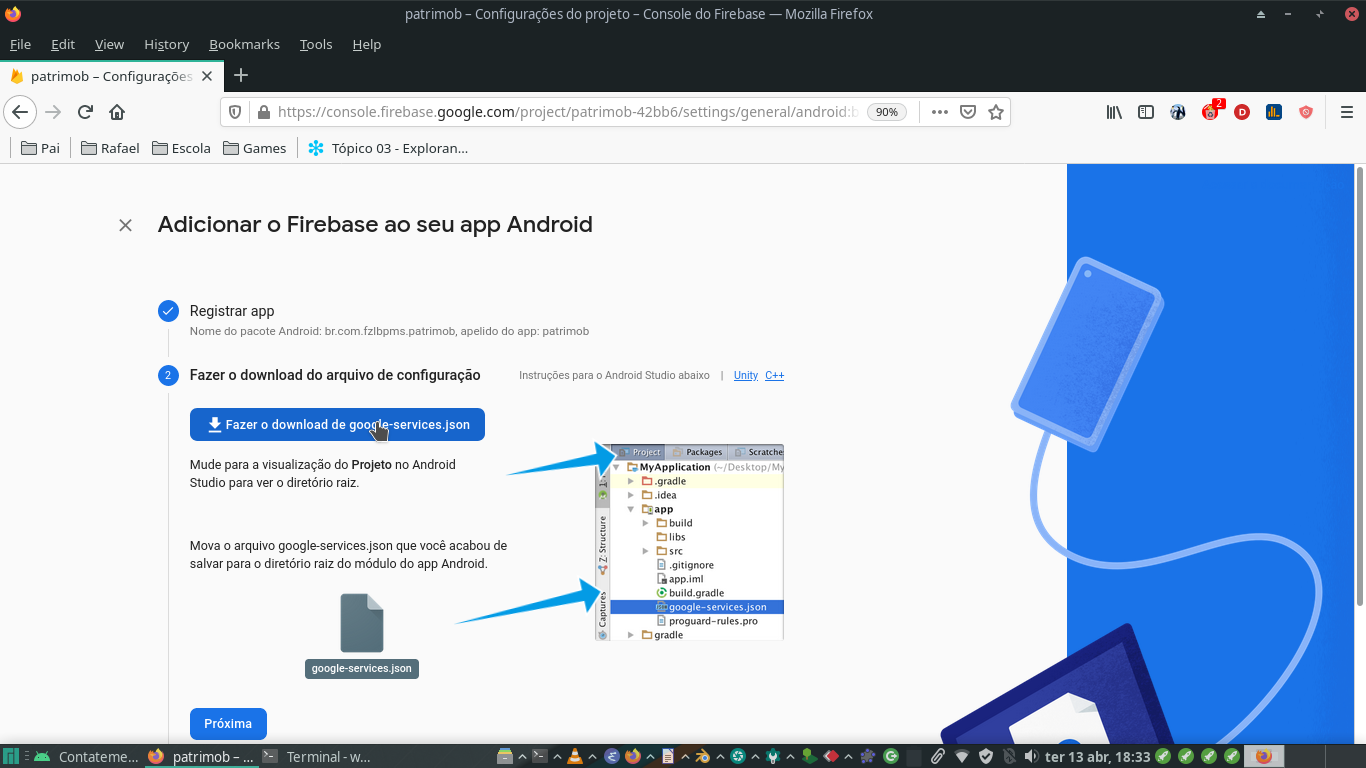 patrimob – Configurações do projeto – Console do Firebase — Mozilla Firefox
File Edit View History Bookmarks Tools Help
patrimob – Configurações
https://console.firebase.google.com/project/patrimob-42bb6/settings/general/android:b 90%
2
Pai Rafael Escola Games Tópico 03 - Exploran...
Adicionar o Firebase ao seu app Android
Registrar app
Nome do pacote Android: br.com.fzlbpms.patrimob, apelido do app: patrimob
2 Fazer o download do arquivo de configuração Instruções para o Android Studio abaixo | Unity C++
Fazer o download de google-services.json
Mude para a visualização do Projeto no Android
Studio para ver o diretório raiz.
Mova o arquivo google-services.json que você acabou de
salvar para o diretório raiz do módulo do app Android.
google-services.json
Project Packages Scratche
MyApplication (~/Desktop/My
.gradle
.idea
app
build
libs
src
.gitignore
app.iml
build.gradle
google-services.json
proguard-rules.pro
gradle
Z: Structure
Captures
Próxima
Contateme... patrimob – ... Terminal - w... ter 13 abr, 18:33